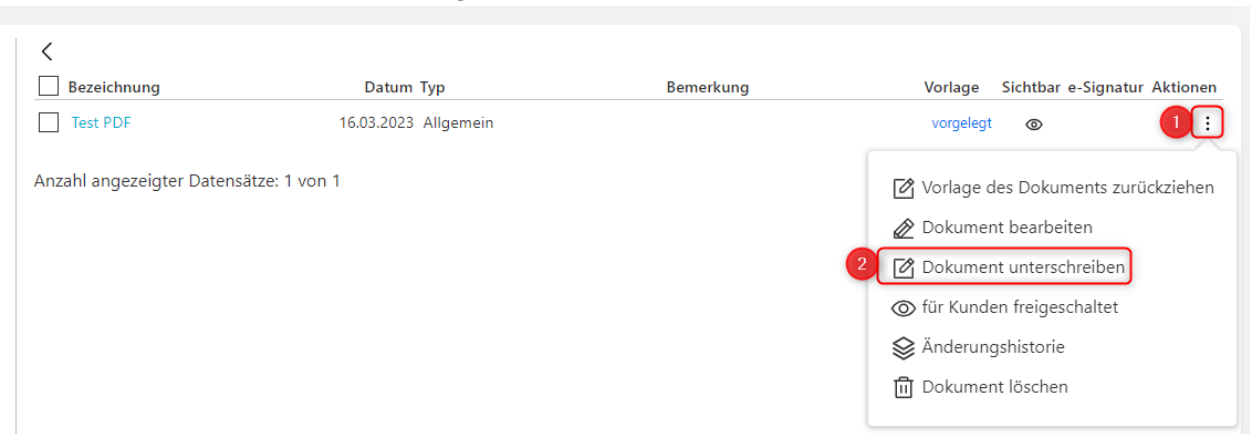 Bezeichnung Datum Typ Bemerkung Vorlage Sichtbar e-Signatur Aktionen
Test PDF 16.03.2023 Allgemein vorgelegt 1
Anzahl angezeigter Datensätze: 1 von 1
Vorlage des Dokuments zurückziehen
Dokument bearbeiten
2 Dokument unterschreiben
für Kunden freigeschaltet
Änderungshistorie
Dokument löschen